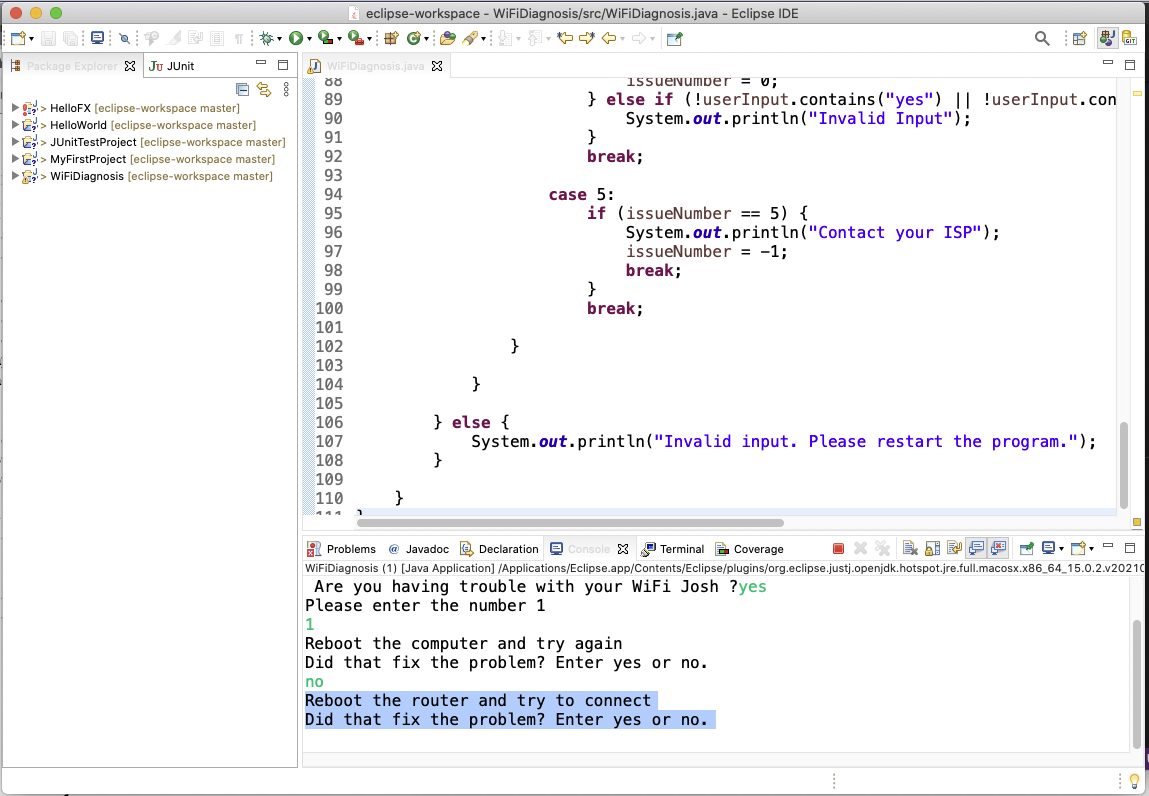 eclipse-workspace - WiFiDiagnosis/src/WiFiDiagnosis.java - Eclipse IDE
Package Explorer
JUnit
WiFiDiagnosis.java
> HelloFX [eclipse-workspace master]
> HelloWorld [eclipse-workspace master]
> JUnitTestProject [eclipse-workspace master]
> MyFirstProject [eclipse-workspace master]
> WiFiDiagnosis [eclipse-workspace master]
88 issueNumber = 0;
89 } else if (!userInput.contains("yes") || !userInput.con
90 System.out.println("Invalid Input");
91 }
92 break;
93
94 case 5:
95 if (issueNumber == 5) {
96 System.out.println("Contact your ISP");
97 issueNumber = -1;
98 break;
99 }
100 break;
101
102 }
103
104 }
105
106 } else {
107 System.out.println("Invalid input. Please restart the program.");
108 }
109
110 }
111 }
Problems @ Javadoc Declaration Console Terminal Coverage
WiFiDiagnosis (1) [Java Application] /Applications/Eclipse.app/Contents/Eclipse/plugins/org.eclipse.justj.openjdk.hotspot.jre.full.macosx.x86_64_15.0.2.v20210
Are you having trouble with your WiFi Josh ?yes
Please enter the number 1
1
Reboot the computer and try again
Did that fix the problem? Enter yes or no.
no
Reboot the router and try to connect
Did that fix the problem? Enter yes or no.